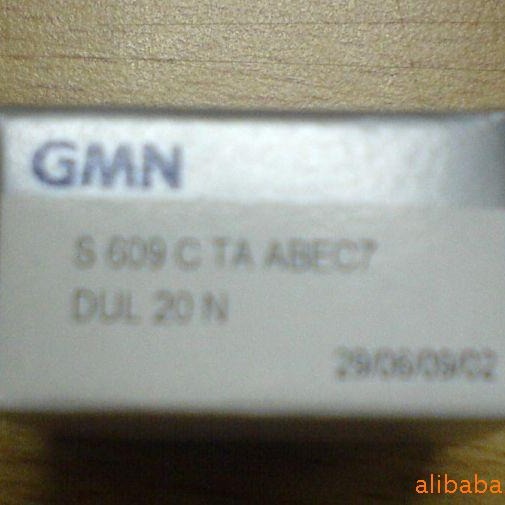 GMN
S 609 C TA ABEC7
DUL 20 N
29/06/09/02
alibaba